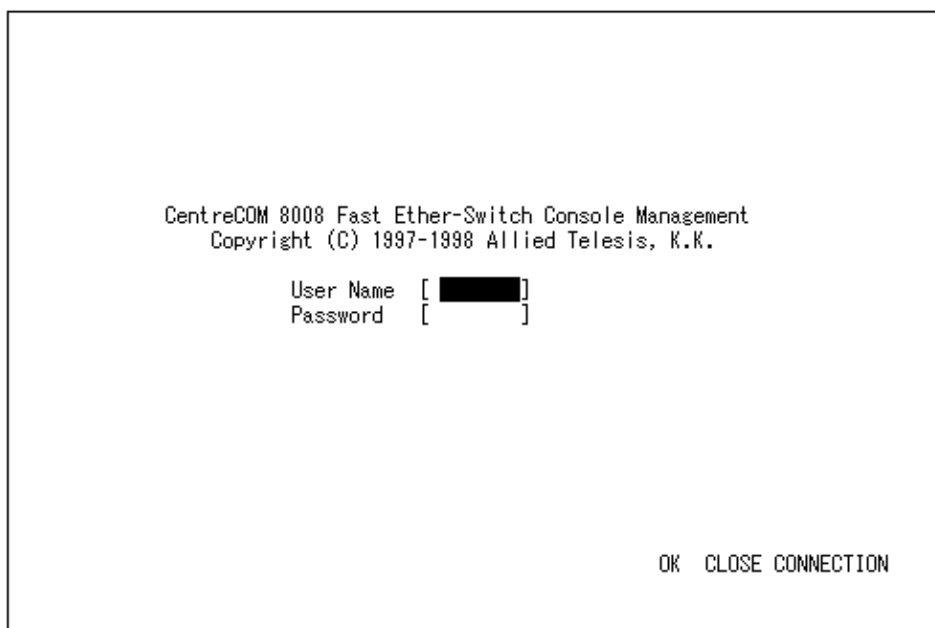 CentreCOM 8008 Fast Ether-Switch Console Management
Copyright (C) 1997-1998 Allied Telesis, K.K.
User Name [ ]
Password [ ]
OK CLOSE CONNECTION